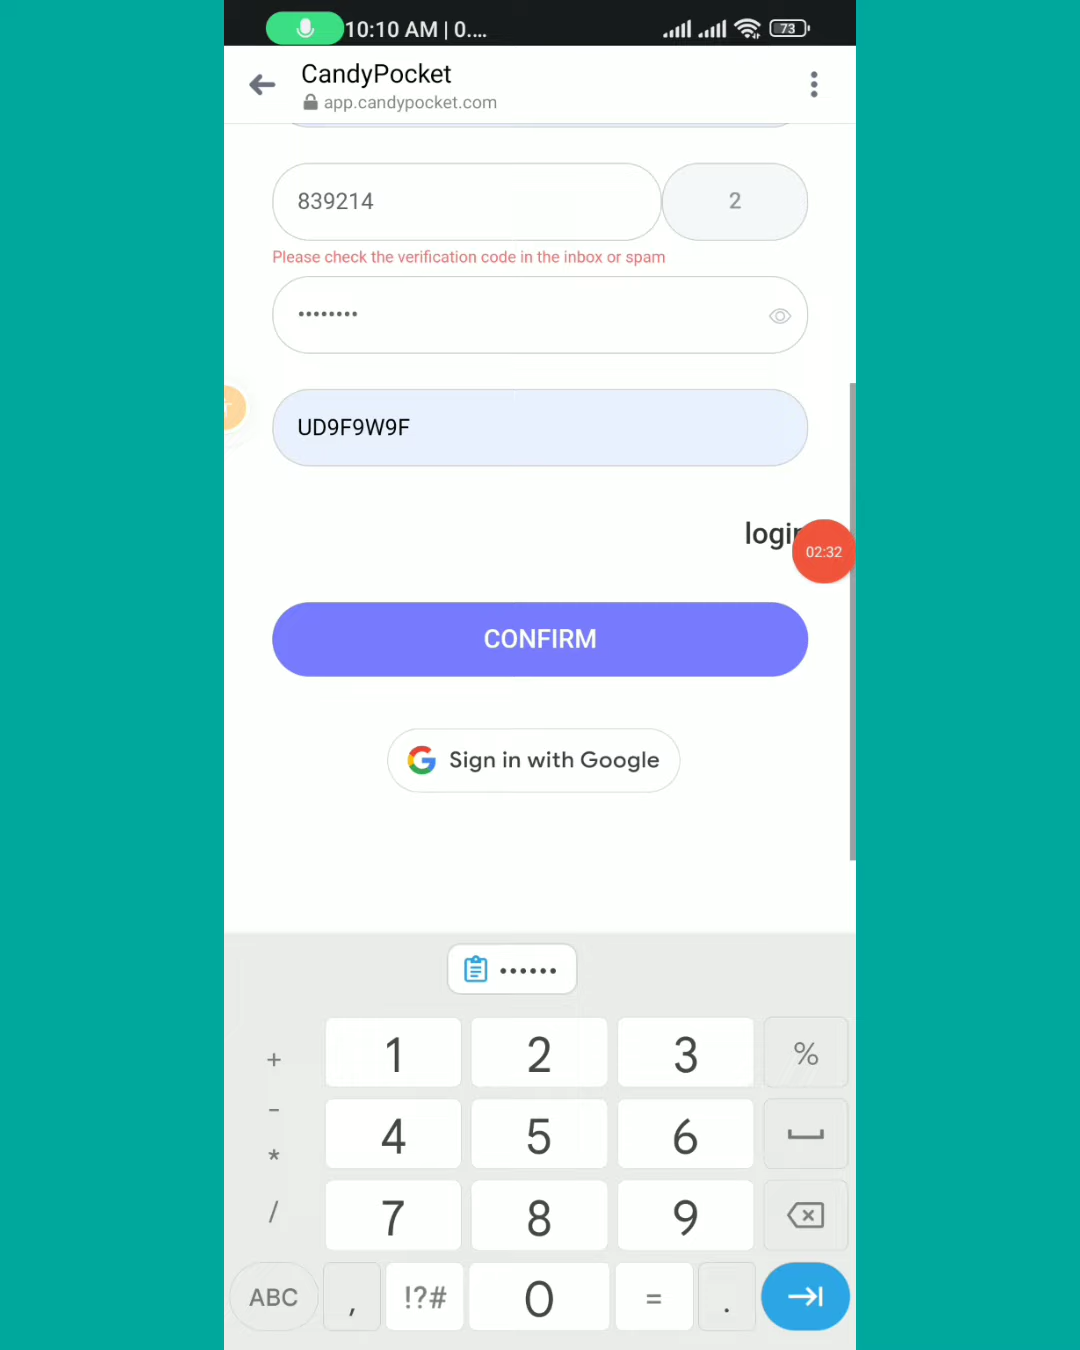 10:10 AM | 0....
73
CandyPocket
app.candypocket.com
839214
2
Please check the verification code in the inbox or spam
••••••••
UD9F9W9F
login
02:32
CONFIRM
Sign in with Google
••••••
+ 1 2 3 %
- 4 5 6
*
/ 7 8 9
ABC , !?# 0 = .